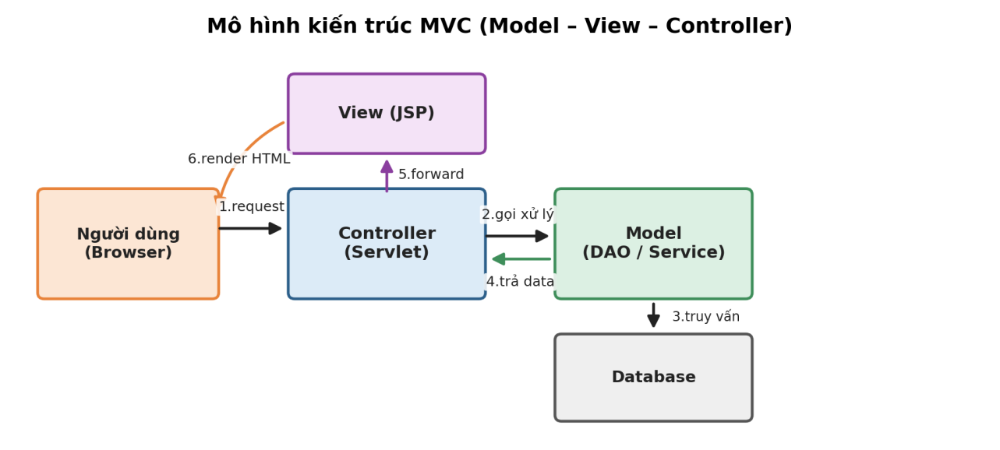 Mô hình kiến trúc MVC (Model – View – Controller)
View (JSP)
6.render HTML
5.forward
1.request
2.gọi xử lý
Người dùng
(Browser)
Controller
(Servlet)
Model
(DAO / Service)
4.trả data
3.truy vấn
Database